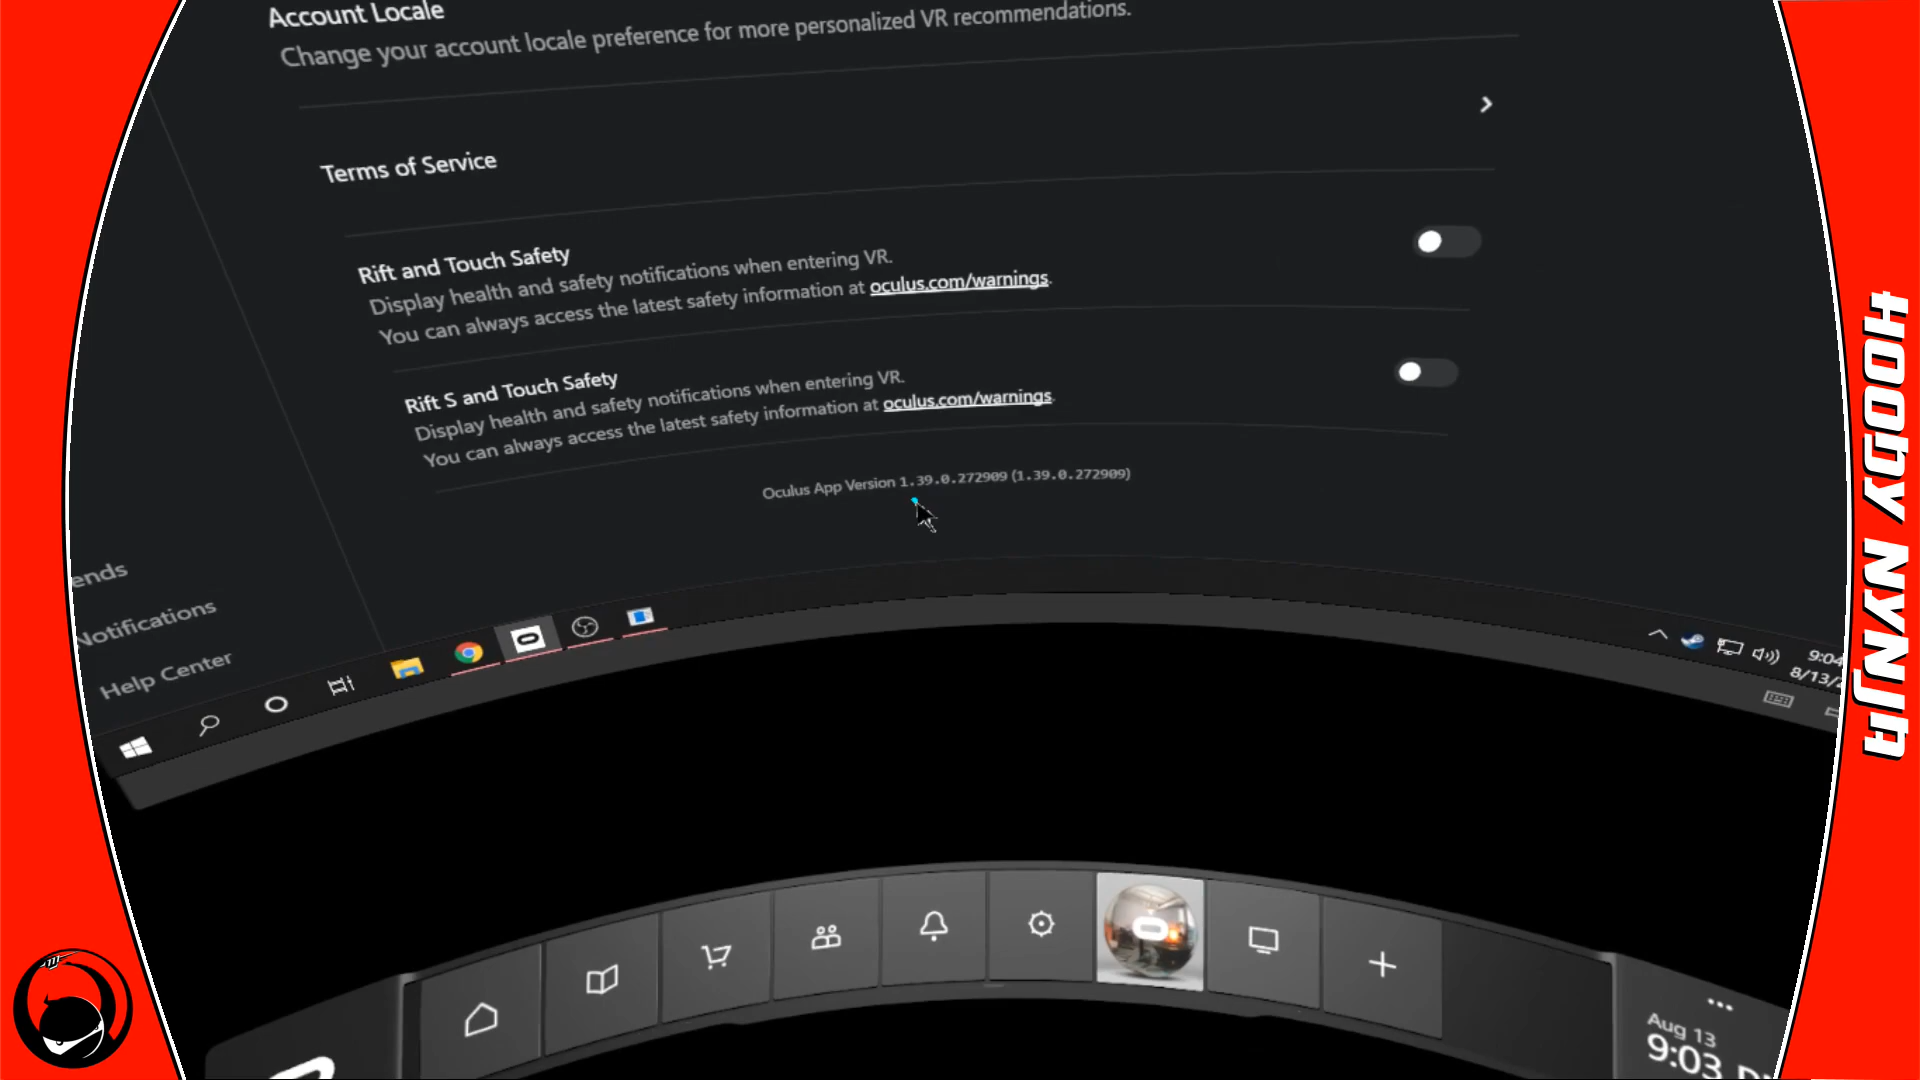 Account Locale
Change your account locale preference for more personalized VR recommendations.
Terms of Service
Rift and Touch Safety
Display health and safety notifications when entering VR.
You can always access the latest safety information at oculus.com/warnings.
Rift S and Touch Safety
Display health and safety notifications when entering VR.
You can always access the latest safety information at oculus.com/warnings.
Oculus App Version 1.39.0.272909 (1.39.0.272909)
Notifications
Help Center
9:04
8/13/
Aug 13
9:03
HOODY NYNJA